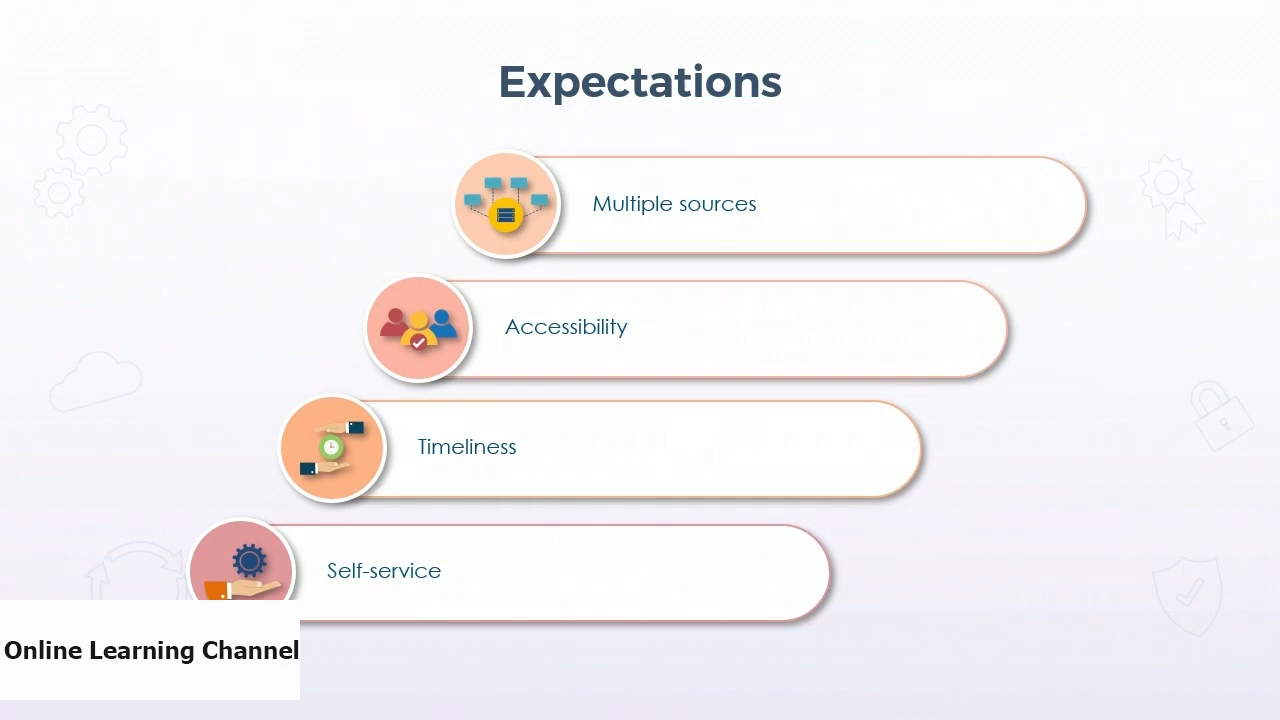 Expectations
Multiple sources
Accessibility
Timeliness
Self-service
Online Learning Channel